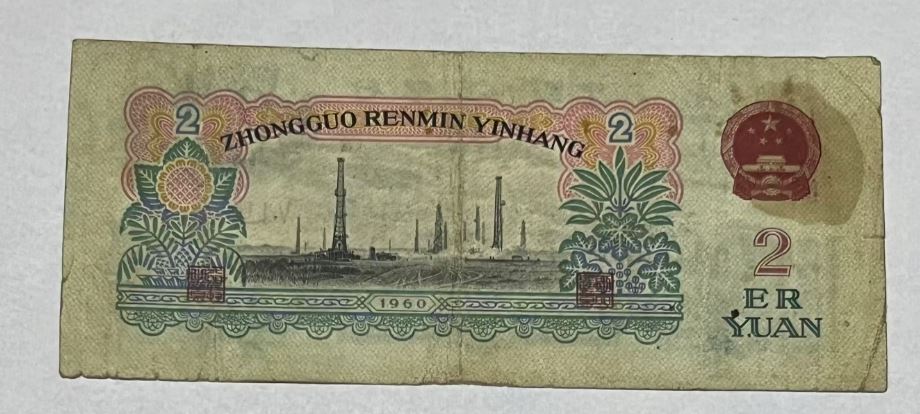 2
2
ZHONGGUO RENMIN YINHANG
1960
2
ER
YUAN